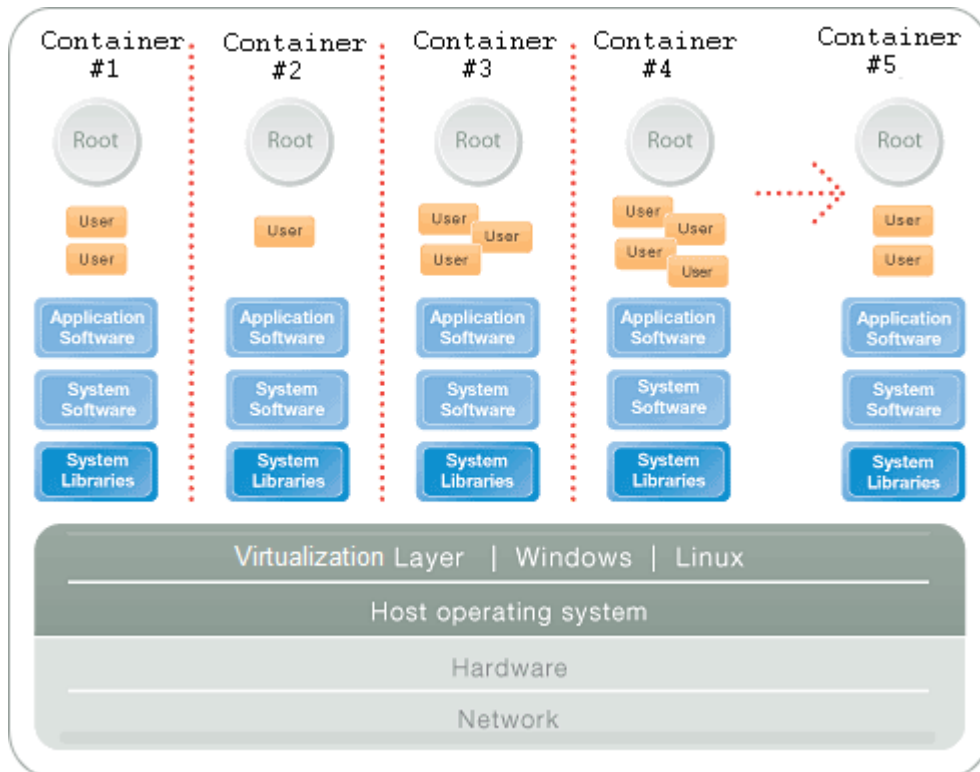 Container #1
Container #2
Container #3
Container #4
Container #5
Root
Root
Root
Root
Root
User
User
User
User
User
User
User
User
User
User
User
User
Application Software
Application Software
Application Software
Application Software
Application Software
System Software
System Software
System Software
System Software
System Software
System Libraries
System Libraries
System Libraries
System Libraries
System Libraries
Virtualization Layer | Windows | Linux
Host operating system
Hardware
Network